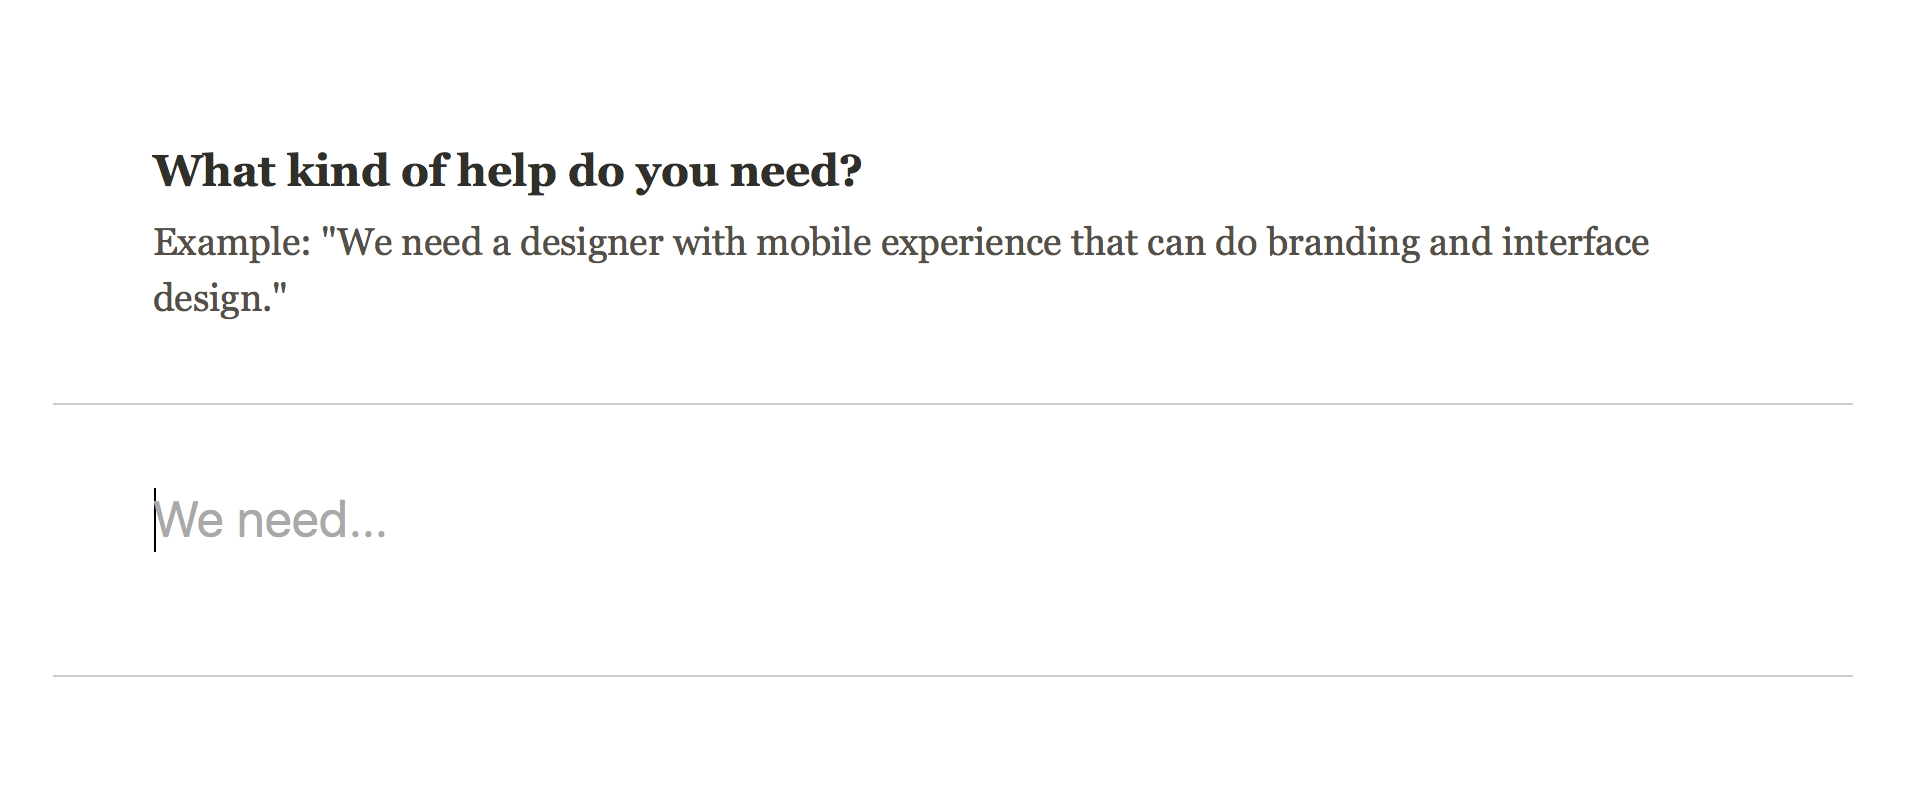 What kind of help do you need?
Example: "We need a designer with mobile experience that can do branding and interface
design."
We need...